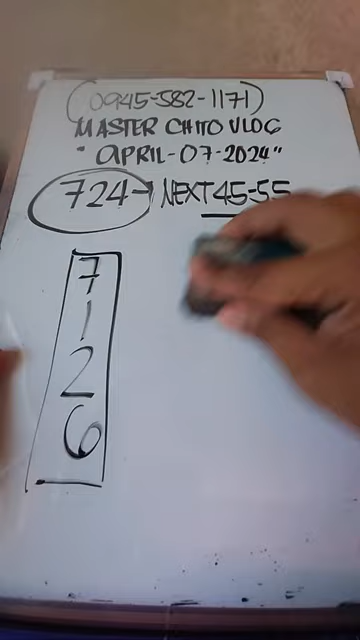 (0945-582-1171)
MASTER CHITO VLOG
"APRIL-07-2024"
724→ NEXT 45-55
7
1
2
6